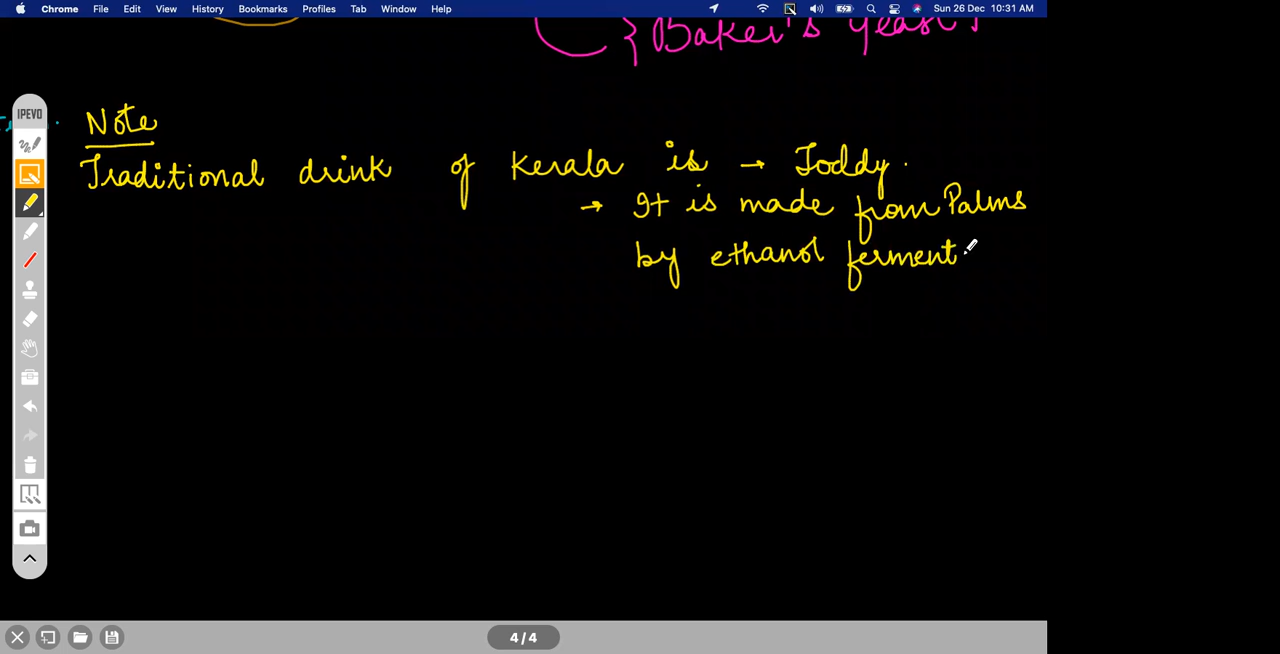 Chrome File Edit View History Bookmarks Profiles Tab Window Help Sun 26 Dec 10:31 AM
{ Baker's yeast }
IPEVO
Note
Traditional drink of Kerala is → Toddy.
→ It is made from Palms
by ethanol ferment
4/4